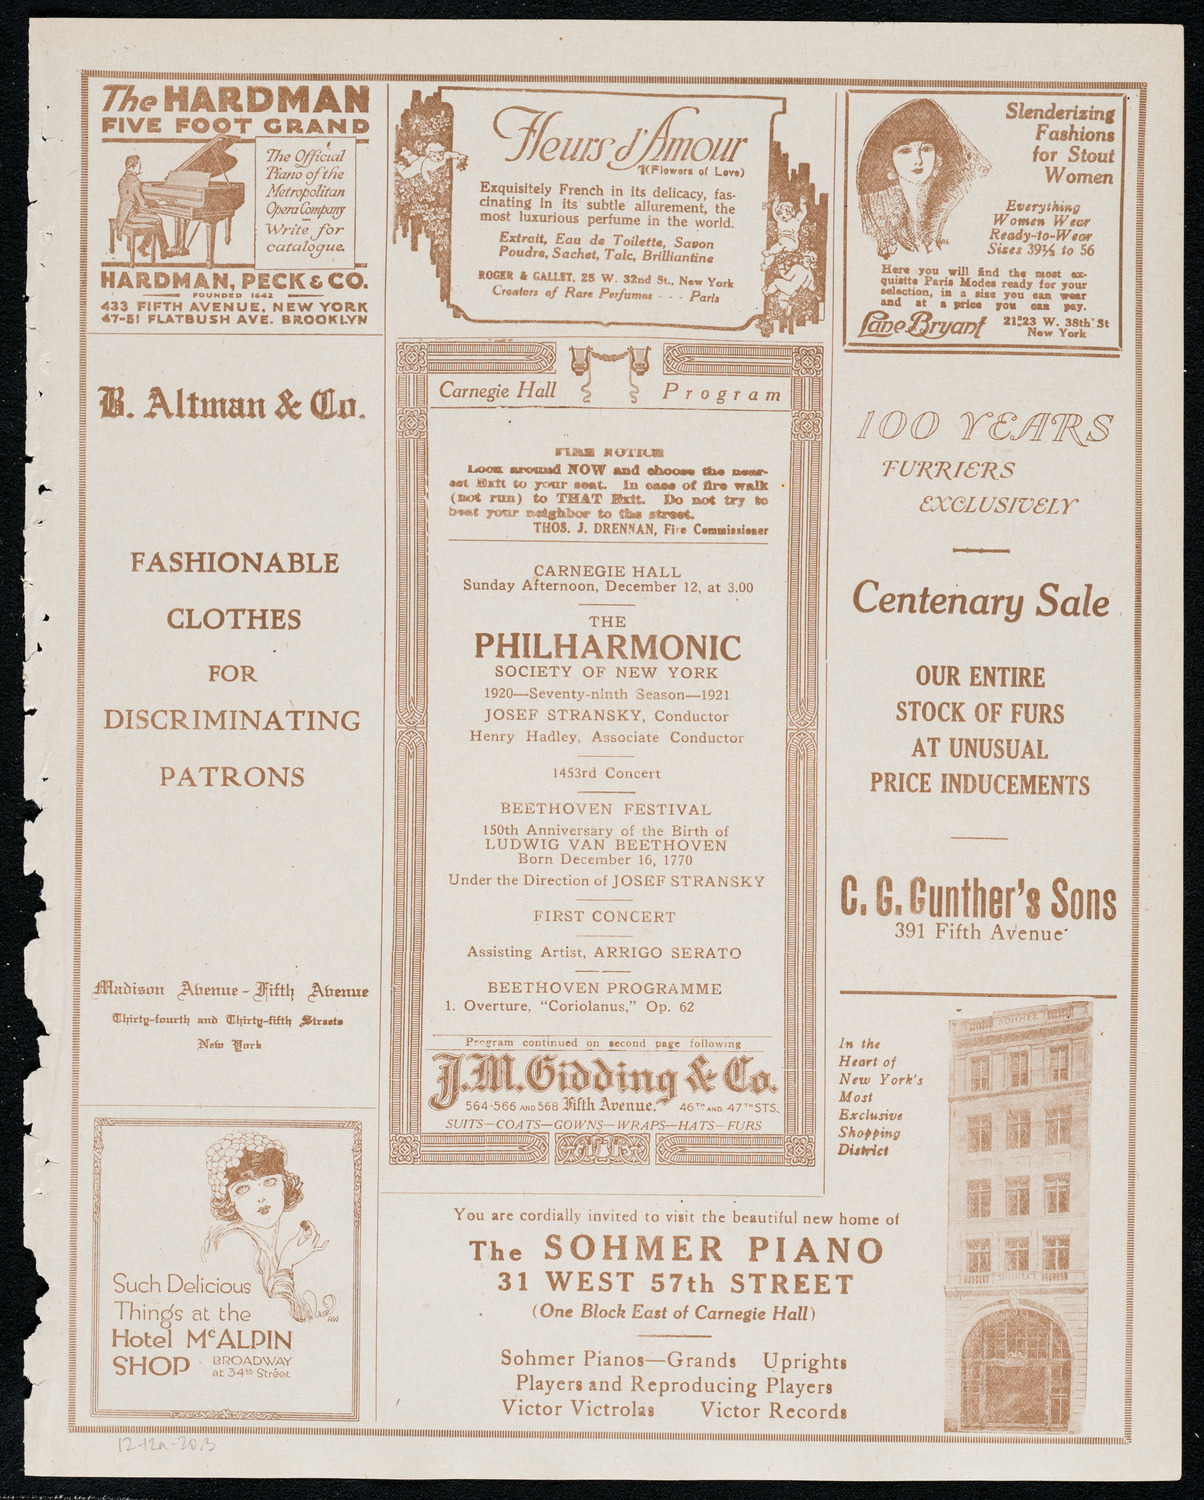 The HARDMAN
FIVE FOOT GRAND
The Official
Piano of the
Metropolitan
Opera Company
Write for
catalogue.
HARDMAN, PECK & CO.
FOUNDED 1842
433 FIFTH AVENUE, NEW YORK
47-51 FLATBUSH AVE. BROOKLYN
Fleurs d'Amour
(Flowers of Love)
Exquisitely French in its delicacy, fas-
cinating in its subtle allurement, the
most luxurious perfume in the world.
Extrait, Eau de Toilette, Savon
Poudre, Sachet, Talc, Brilliantine
ROGER & GALLET, 25 W. 32nd St., New York
Creators of Rare Perfumes - - - Paris
Slenderizing
Fashions
for Stout
Women
Everything
Women Wear
Ready-to-Wear
Sizes 39½ to 56
Here you will find the most ex-
quisite Paris Modes ready for your
selection, in a size you can wear
and at a price you can pay.
Lane Bryant 21-23 W. 38th St
New York
B. Altman & Co.
FASHIONABLE
CLOTHES
FOR
DISCRIMINATING
PATRONS
Madison Avenue - Fifth Avenue
Thirty-fourth and Thirty-fifth Streets
New York
Such Delicious
Things at the
Hotel McALPIN
SHOP BROADWAY
at 34th Street
Carnegie Hall Program
FIRE NOTICE
Look around NOW and choose the near-
est Exit to your seat. In case of fire walk
(not run) to THAT Exit. Do not try to
beat your neighbor to the street.
THOS. J. DRENNAN, Fire Commissioner
CARNEGIE HALL
Sunday Afternoon, December 12, at 3.00
THE
PHILHARMONIC
SOCIETY OF NEW YORK
1920—Seventy-ninth Season—1921
JOSEF STRANSKY, Conductor
Henry Hadley, Associate Conductor
1453rd Concert
BEETHOVEN FESTIVAL
150th Anniversary of the Birth of
LUDWIG VAN BEETHOVEN
Born December 16, 1770
Under the Direction of JOSEF STRANSKY
FIRST CONCERT
Assisting Artist, ARRIGO SERATO
BEETHOVEN PROGRAMME
1. Overture, "Coriolanus," Op. 62
Program continued on second page following
J.M. Gidding & Co.
564-566 AND 568 Fifth Avenue. 46TH AND 47TH STS.
SUITS—COATS—GOWNS—WRAPS—HATS—FURS
100 YEARS
FURRIERS
EXCLUSIVELY
Centenary Sale
OUR ENTIRE
STOCK OF FURS
AT UNUSUAL
PRICE INDUCEMENTS
C. G. Gunther's Sons
391 Fifth Avenue
In the
Heart of
New York's
Most
Exclusive
Shopping
District
SOHMER
SOHMER
You are cordially invited to visit the beautiful new home of
The SOHMER PIANO
31 WEST 57th STREET
(One Block East of Carnegie Hall)
Sohmer Pianos—Grands Uprights
Players and Reproducing Players
Victor Victrolas Victor Records
12-12a-20.3